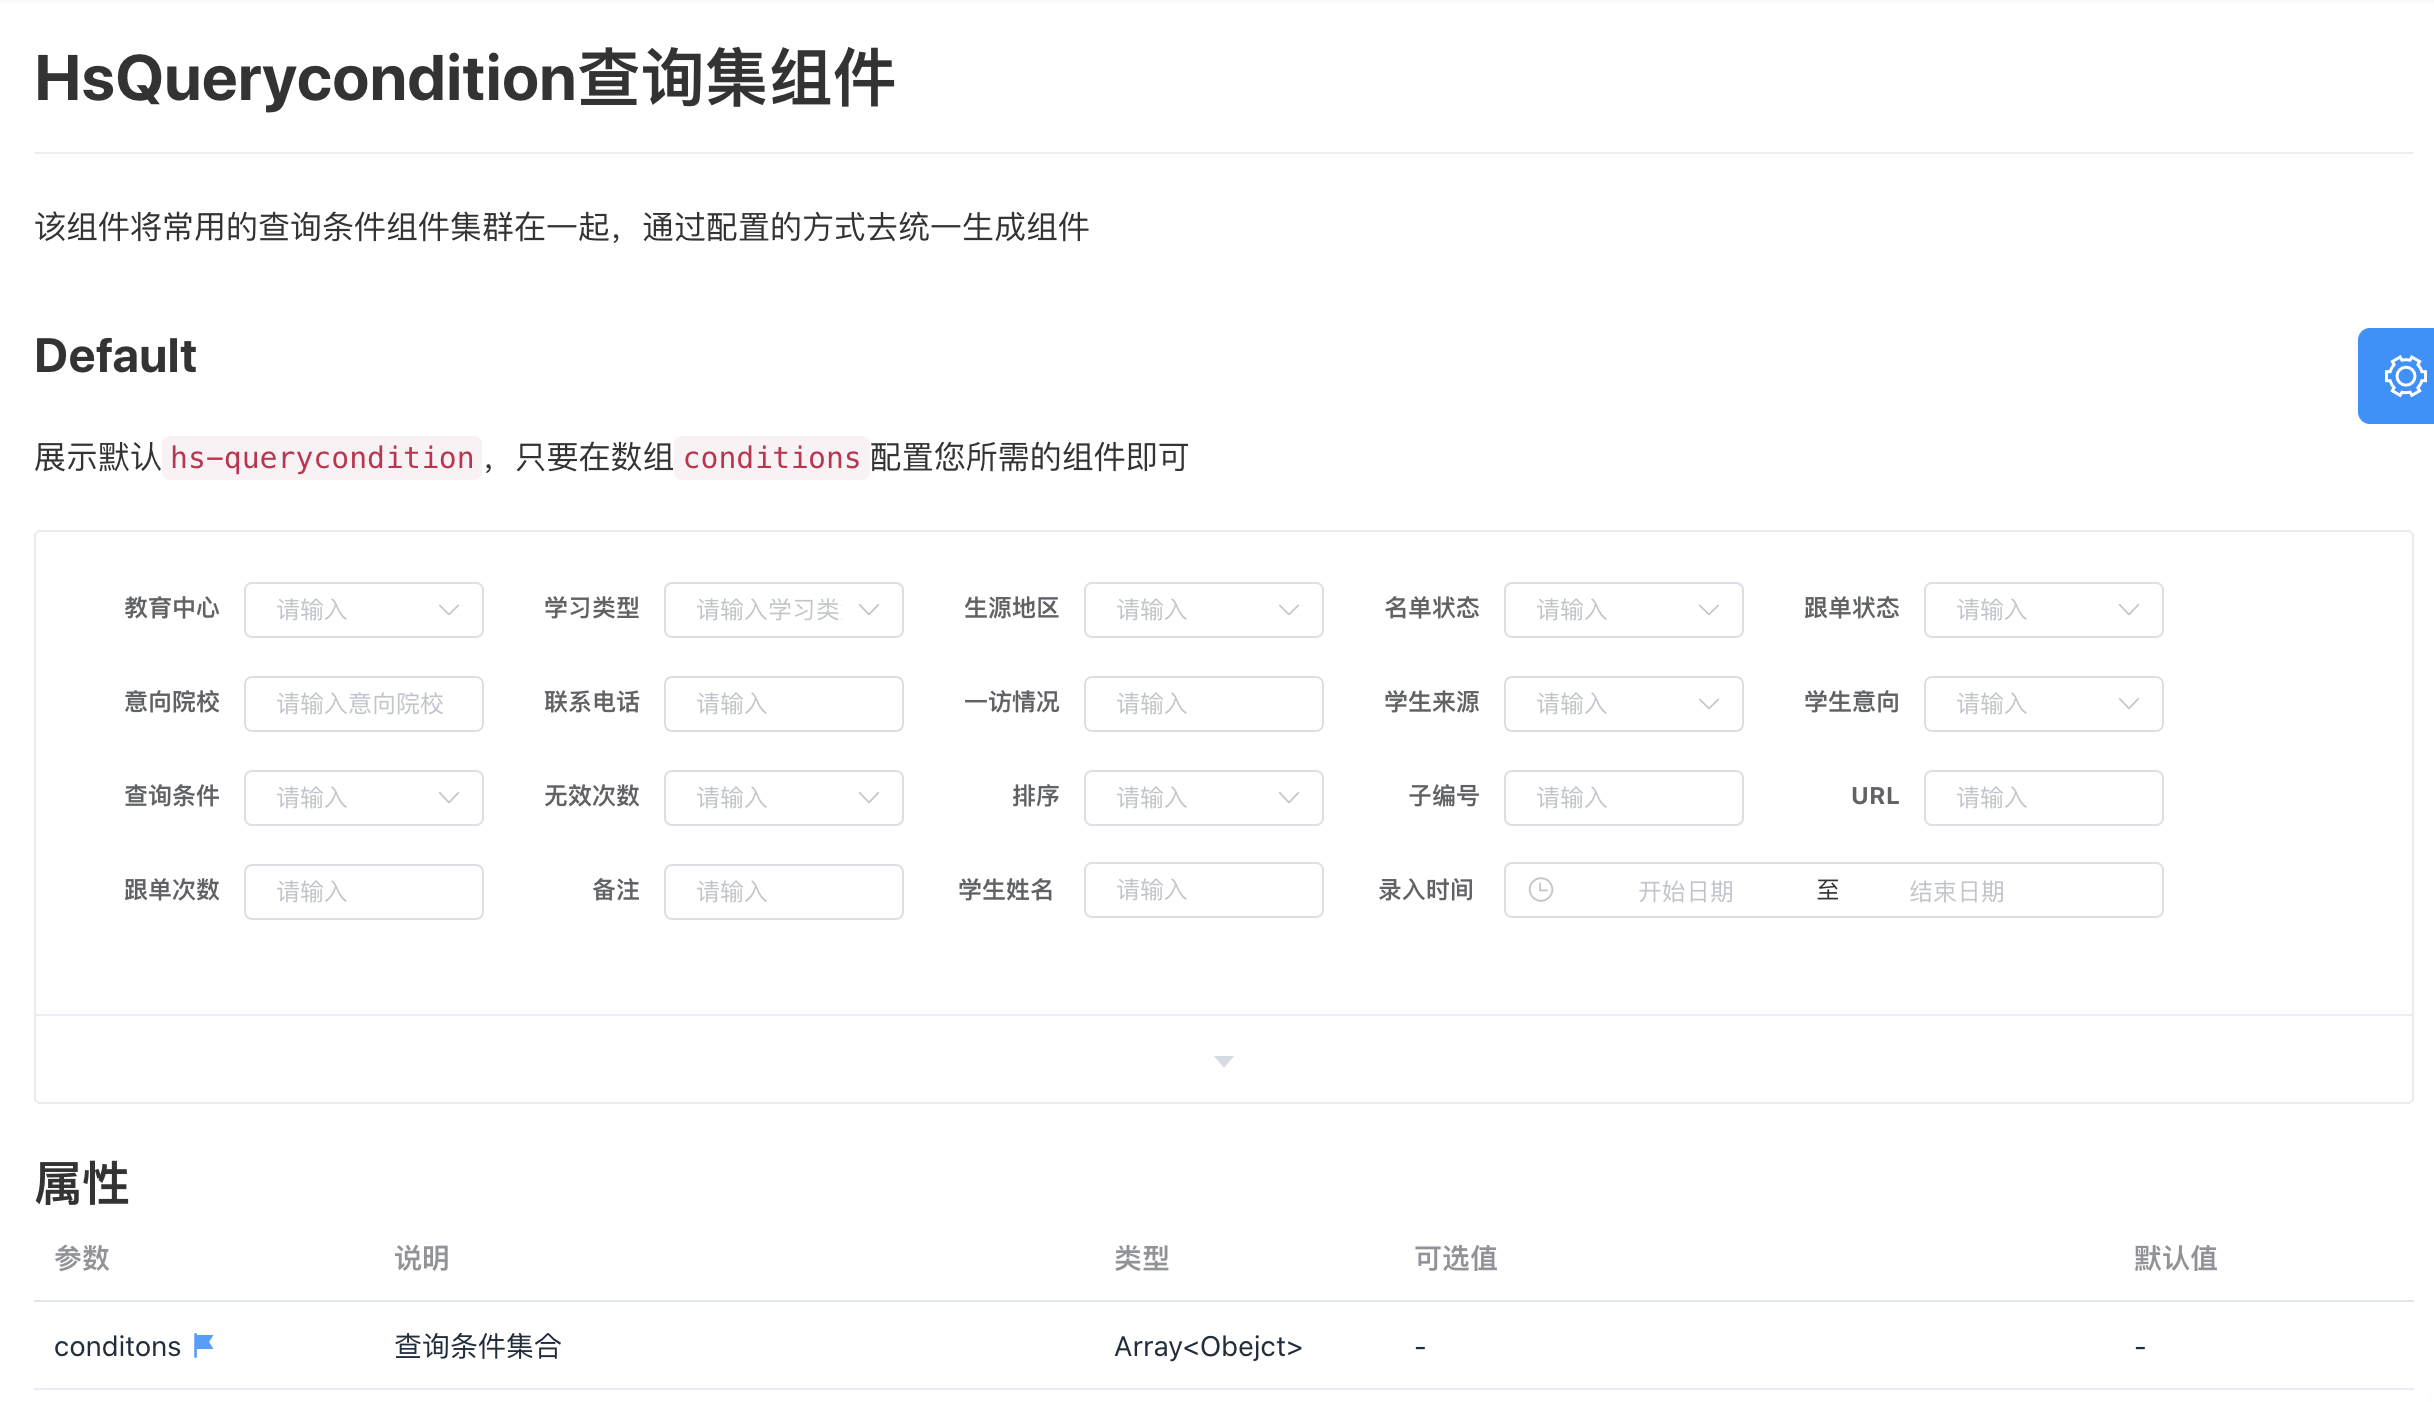 HsQuerycondition查询集组件
该组件将常用的查询条件组件集群在一起，通过配置的方式去统一生成组件
Default
展示默认 hs-querycondition ，只要在数组 conditions 配置您所需的组件即可
教育中心 请输入 学习类型 请输入学习类 生源地区 请输入 名单状态 请输入 跟单状态 请输入
意向院校 请输入意向院校 联系电话 请输入 一访情况 请输入 学生来源 请输入 学生意向 请输入
查询条件 请输入 无效次数 请输入 排序 请输入 子编号 请输入 URL 请输入
跟单次数 请输入 备注 请输入 学生姓名 请输入 录入时间 开始日期 至 结束日期
属性
参数 说明 类型 可选值 默认值
conditons 查询条件集合 Array<Obejct> - -